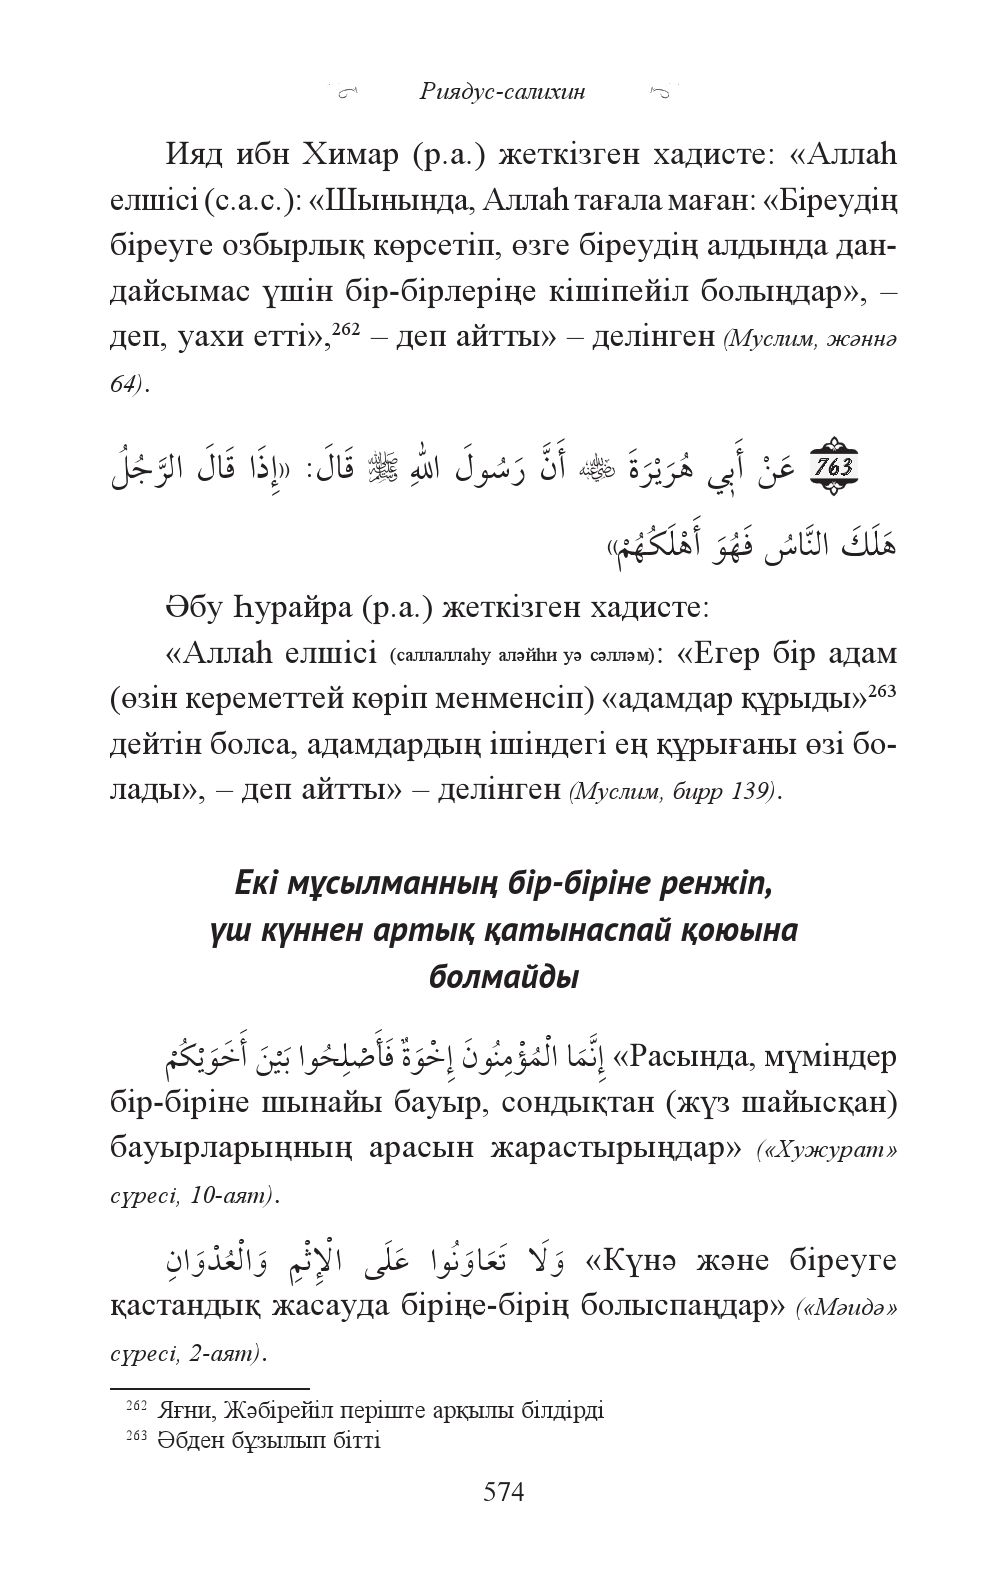 Риядус-салихин
Ияд ибн Химар (р.а.) жеткізген хадисте: «Аллаһ
елшісі (с.а.с.): «Шынында, Аллаһ тағала маған: «Біреудің
біреуге озбырлық көрсетіп, өзге біреудің алдында дан-
дайсымас үшін бір-бірлеріңе кішіпейіл болыңдар», –
деп, уахи етті»,²⁶² – деп айтты» – делінген (Муслим, жәннә
64).
763 عَنْ أَبِي هُرَيْرَةَ ﵁ أَنَّ رَسُولَ اللهِ ﷺ قَالَ: «إِذَا قَالَ الرَّجُلُ
هَلَكَ النَّاسُ فَهُوَ أَهْلَكُهُمْ»
Әбу Һурайра (р.а.) жеткізген хадисте:
«Аллаһ елшісі (саллаллаһу аләйһи уә сәлләм): «Егер бір адам
(өзін кереметтей көріп менменсіп) «адамдар құрыды»²⁶³
дейтін болса, адамдардың ішіндегі ең құрығаны өзі бо-
лады», – деп айтты» – делінген (Муслим, бирр 139).
Екі мұсылманның бір-біріне ренжіп,
үш күннен артық қатынаспай қоюына
болмайды
إِنَّمَا الْمُؤْمِنُونَ إِخْوَةٌ فَأَصْلِحُوا بَيْنَ أَخَوَيْكُمْ «Расында, мүміндер
бір-біріне шынайы бауыр, сондықтан (жүз шайысқан)
бауырларыңның арасын жарастырыңдар» («Хужурат»
сүресі, 10-аят).
وَلَا تَعَاوَنُوا عَلَى الْإِثْمِ وَالْعُدْوَانِ «Күнә және біреуге
қастандық жасауда біріңе-бірің болыспаңдар» («Мәидә»
сүресі, 2-аят).
²⁶² Яғни, Жәбірейіл періште арқылы білдірді
²⁶³ Әбден бұзылып бітті
574